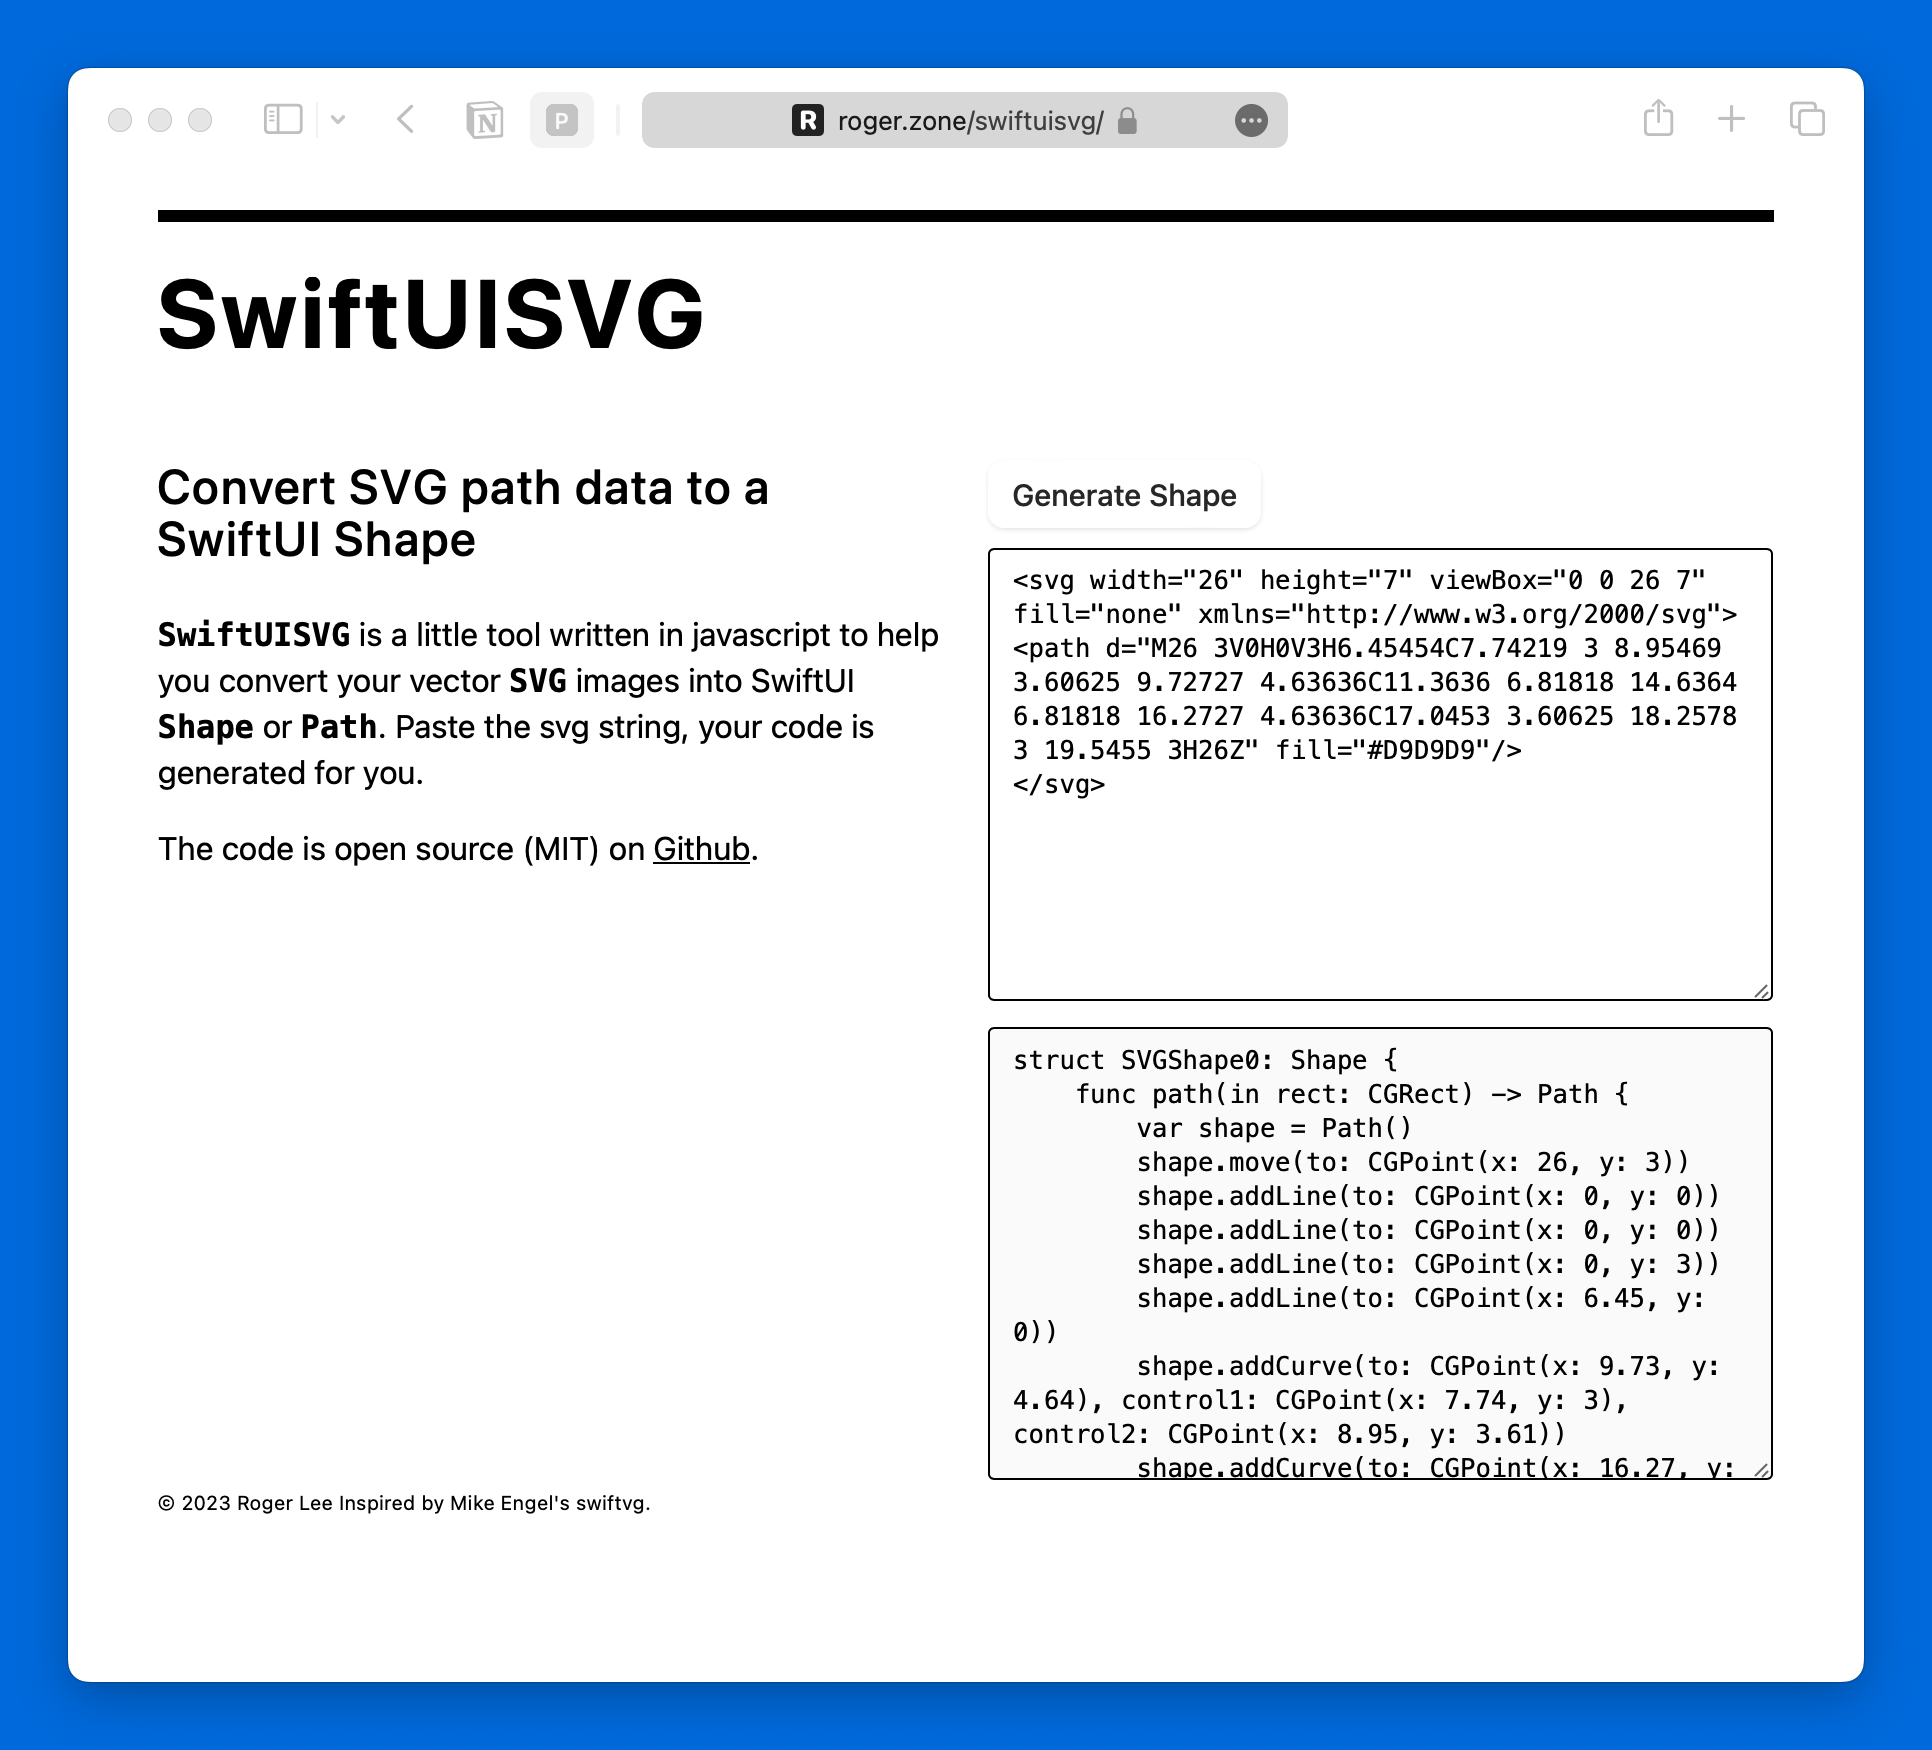 N
P
R roger.zone/swiftuisvg/
SwiftUISVG
Convert SVG path data to a
SwiftUI Shape
SwiftUISVG is a little tool written in javascript to help
you convert your vector SVG images into SwiftUI
Shape or Path. Paste the svg string, your code is
generated for you.
The code is open source (MIT) on Github.
Generate Shape
<svg width="26" height="7" viewBox="0 0 26 7"
fill="none" xmlns="http://www.w3.org/2000/svg">
<path d="M26 3V0H0V3H6.45454C7.74219 3 8.95469
3.60625 9.72727 4.63636C11.3636 6.81818 14.6364
6.81818 16.2727 4.63636C17.0453 3.60625 18.2578
3 19.5455 3H26Z" fill="#D9D9D9"/>
</svg>
struct SVGShape0: Shape {
    func path(in rect: CGRect) -> Path {
        var shape = Path()
        shape.move(to: CGPoint(x: 26, y: 3))
        shape.addLine(to: CGPoint(x: 0, y: 0))
        shape.addLine(to: CGPoint(x: 0, y: 0))
        shape.addLine(to: CGPoint(x: 0, y: 3))
        shape.addLine(to: CGPoint(x: 6.45, y:
0))
        shape.addCurve(to: CGPoint(x: 9.73, y:
4.64), control1: CGPoint(x: 7.74, y: 3),
control2: CGPoint(x: 8.95, y: 3.61))
        shape.addCurve(to: CGPoint(x: 16.27, y:
© 2023 Roger Lee Inspired by Mike Engel's swiftvg.